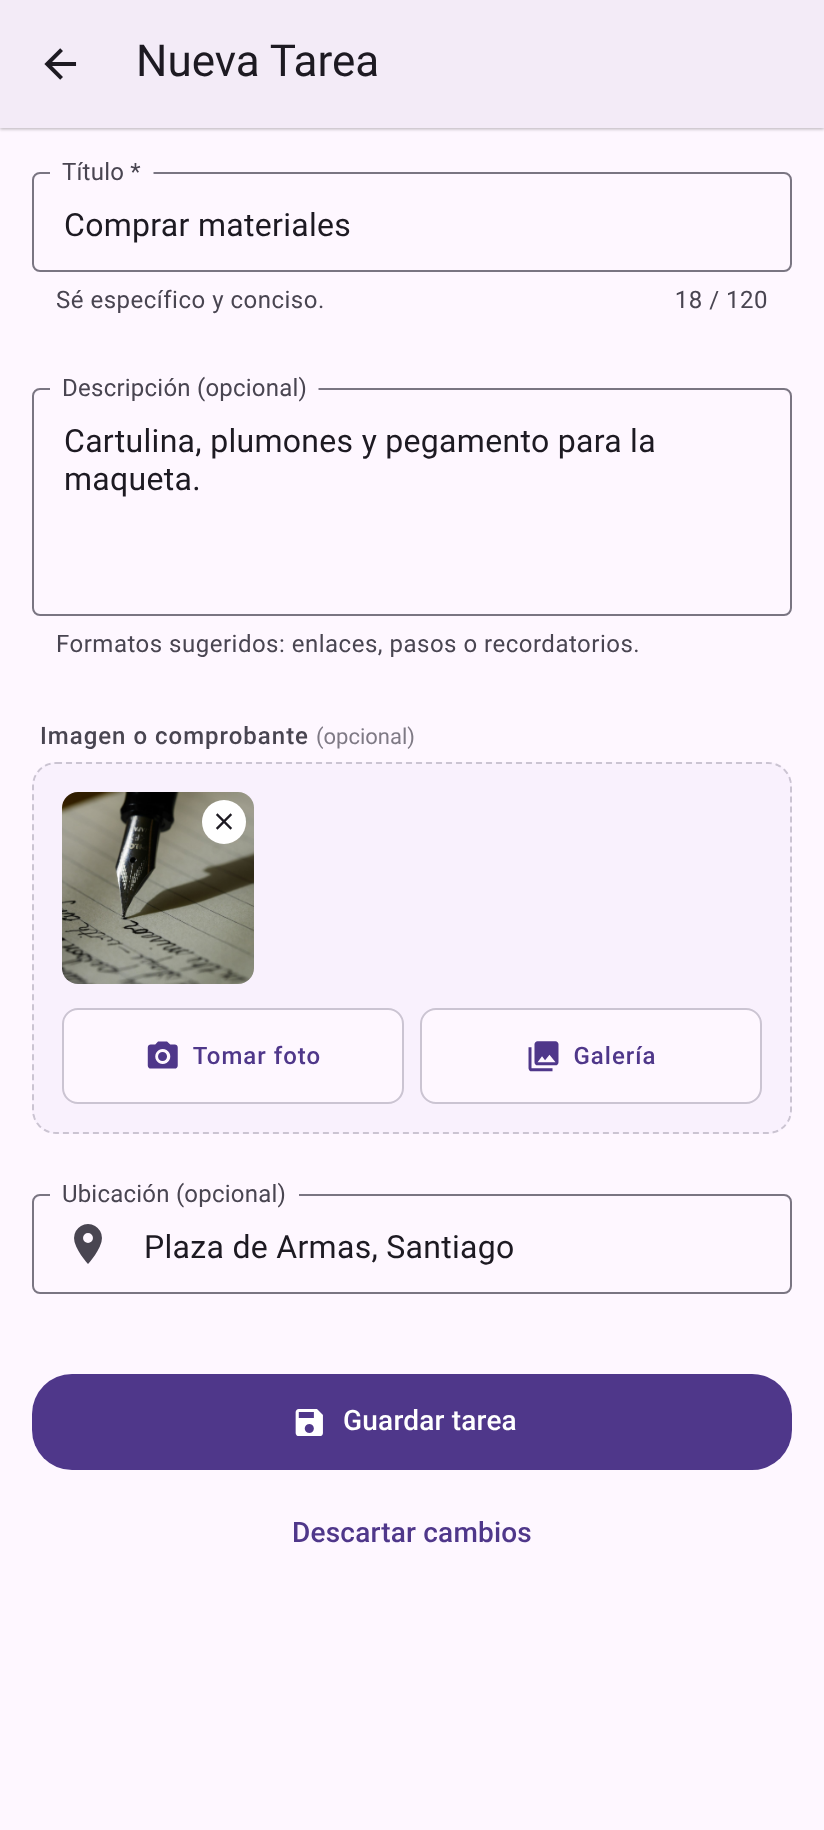 Nueva Tarea
Título *
Comprar materiales
Sé específico y conciso.
18 / 120
Descripción (opcional)
Cartulina, plumones y pegamento para la
maqueta.
Formatos sugeridos: enlaces, pasos o recordatorios.
Imagen o comprobante (opcional)
Tomar foto
Galería
Ubicación (opcional)
Plaza de Armas, Santiago
Guardar tarea
Descartar cambios